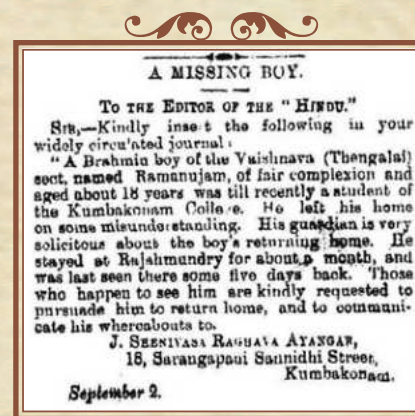 A MISSING BOY.
TO THE EDITOR OF THE "HINDU."
SIR,—Kindly insert the following in your
widely circu'ated journal:
"A Brahmin boy of the Vaishnava (Thengalai)
sect, named Ramanujam, of fair complexion and
aged about 18 years was till recently a student of
the Kumbakonam College. He left his home
on some misunderstanding. His guardian is very
solicitous about the boy's returning home. He
stayed at Rajahmundry for about a month, and
was last seen there some five days back. Those
who happen to see him are kindly requested to
pursuade him to return home, and to communi-
cate his whereabouts to.
J. SEENIVASA RAGHAVA AYANGAR,
18, Sarangapani Sannidhi Street,
Kumbakonam.
September 2.